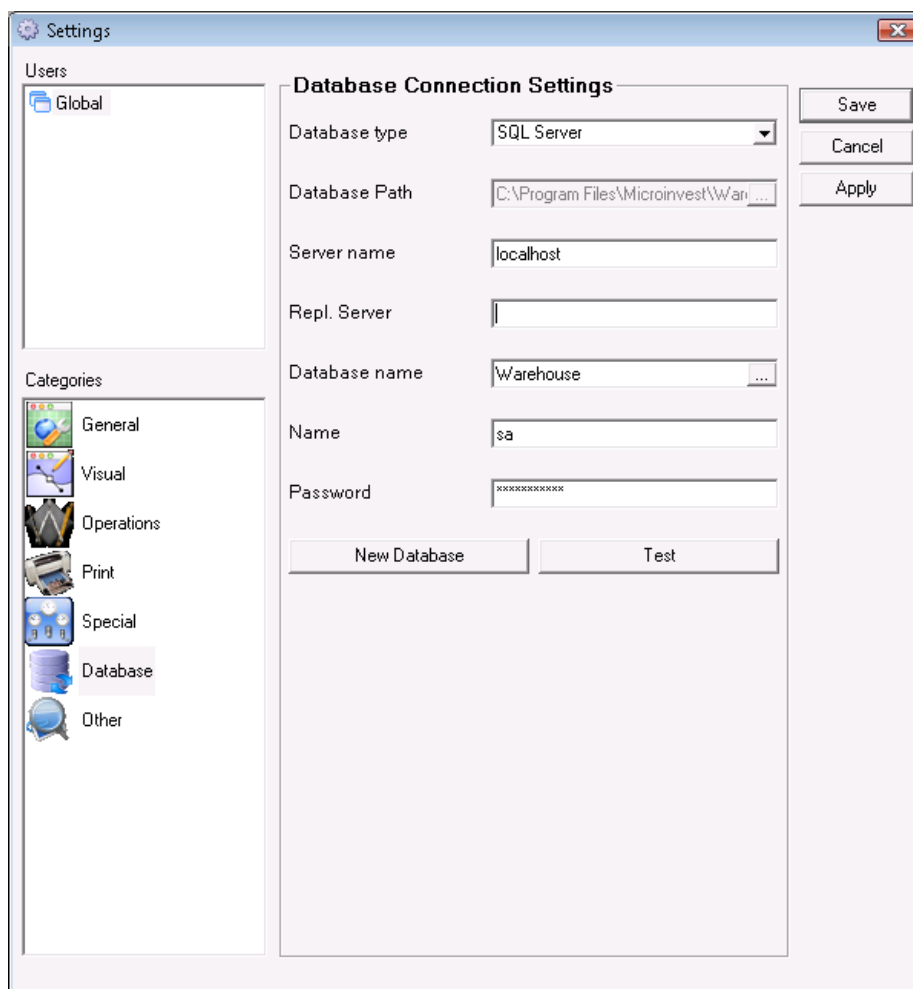 Settings
Users
Global
Categories
General
Visual
Operations
Print
Special
Database
Other
Database Connection Settings
Database type SQL Server
Database Path C:\Program Files\Microinvest\War ...
Server name localhost
Repl. Server
Database name Warehouse ...
Name sa
Password ***********
New Database Test
Save
Cancel
Apply